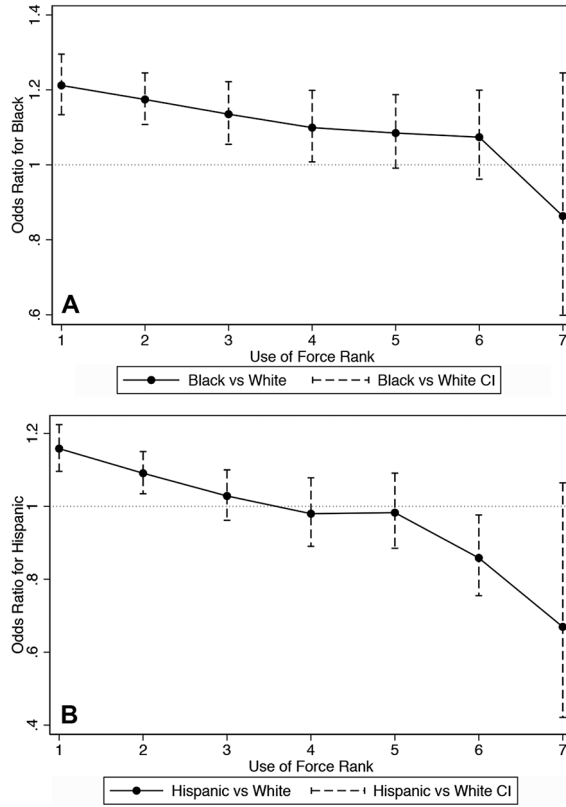 1.4
1.2
1
.8
.6
Odds Ratio for Black
A
1 2 3 4 5 6 7
Use of Force Rank
Black vs White Black vs White CI
1.2
1
.8
.6
.4
Odds Ratio for Hispanic
B
1 2 3 4 5 6 7
Use of Force Rank
Hispanic vs White Hispanic vs White CI